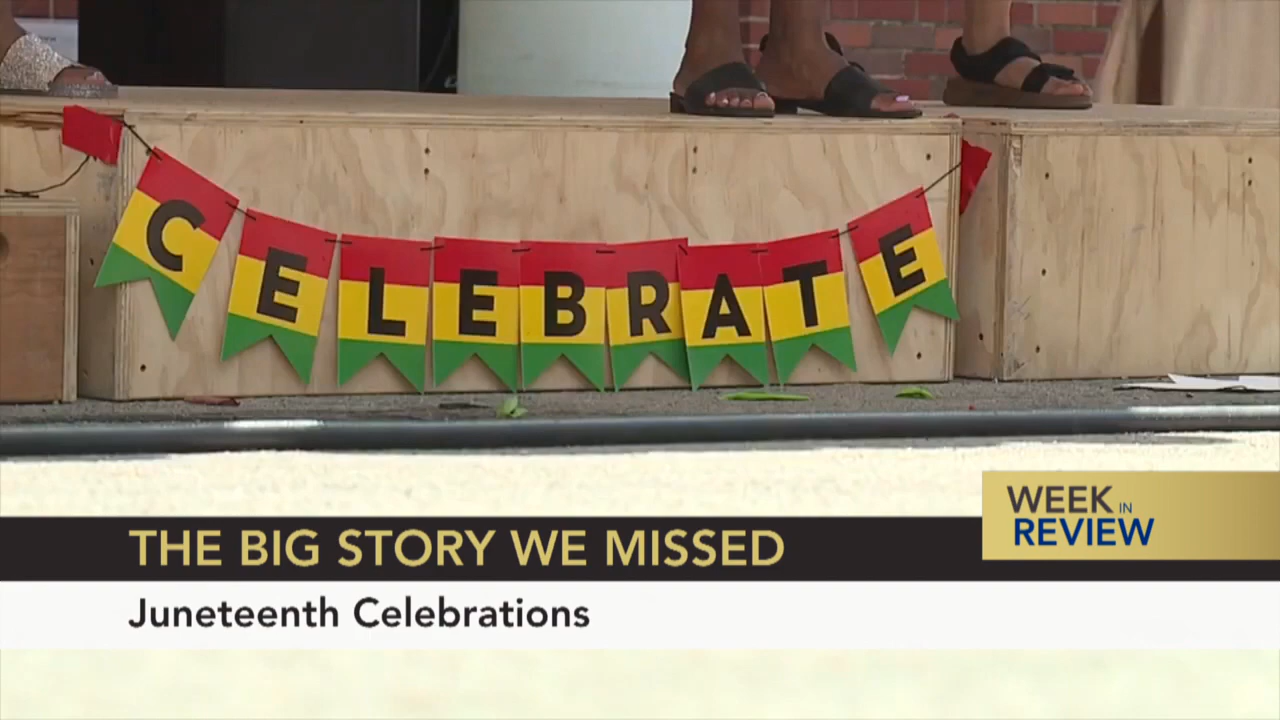 CELEBRATE
WEEK IN
REVIEW
THE BIG STORY WE MISSED
Juneteenth Celebrations